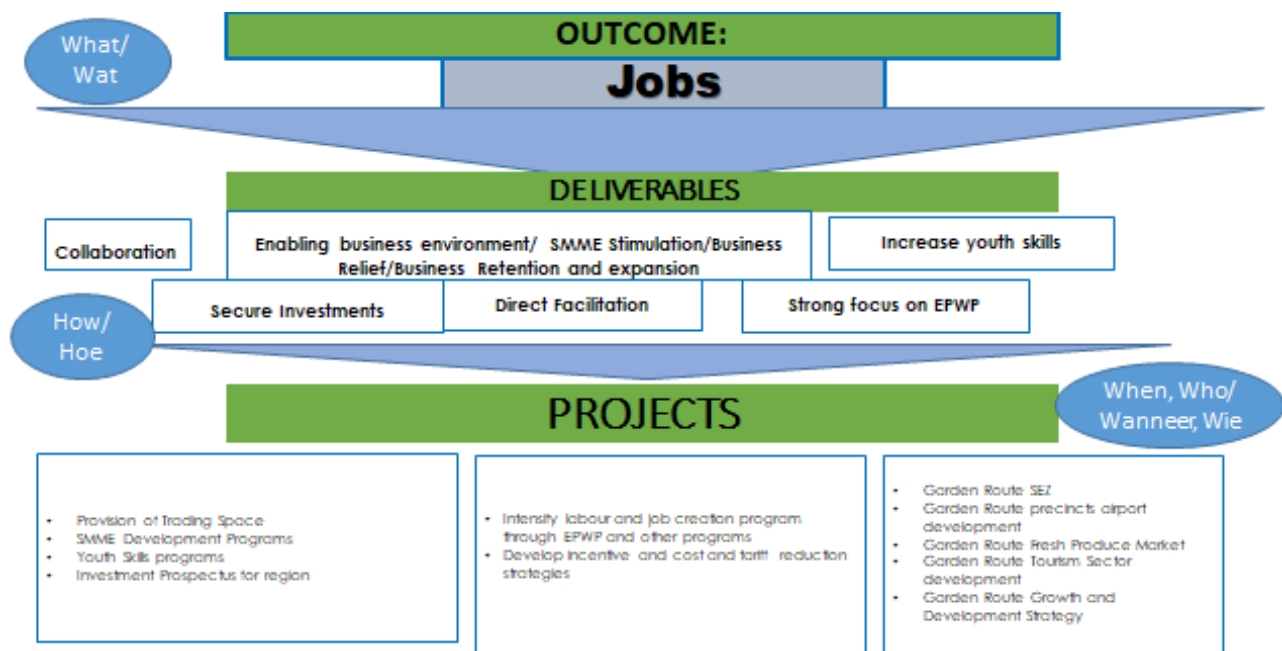 What/
Wat
OUTCOME:
Jobs
DELIVERABLES
Collaboration
Enabling business environment/ SMME Stimulation/Business
Relief/Business Retention and expansion
Increase youth skills
Secure Investments
Direct Facilitation
Strong focus on EPWP
How/
Hoe
PROJECTS
When, Who/
Wanneer, Wie
• Provision of Trading Space
• SMME Development Programs
• Youth Skills programs
• Investment Prospectus for region
• Intensify labour and job creation program
through EPWP and other programs
• Develop incentive and cost and tariff reduction
strategies
• Garden Route SEZ
• Garden Route precincts airport
development
• Garden Route Fresh Produce Market
• Garden Route Tourism Sector
development
• Garden Route Growth and
Development Strategy